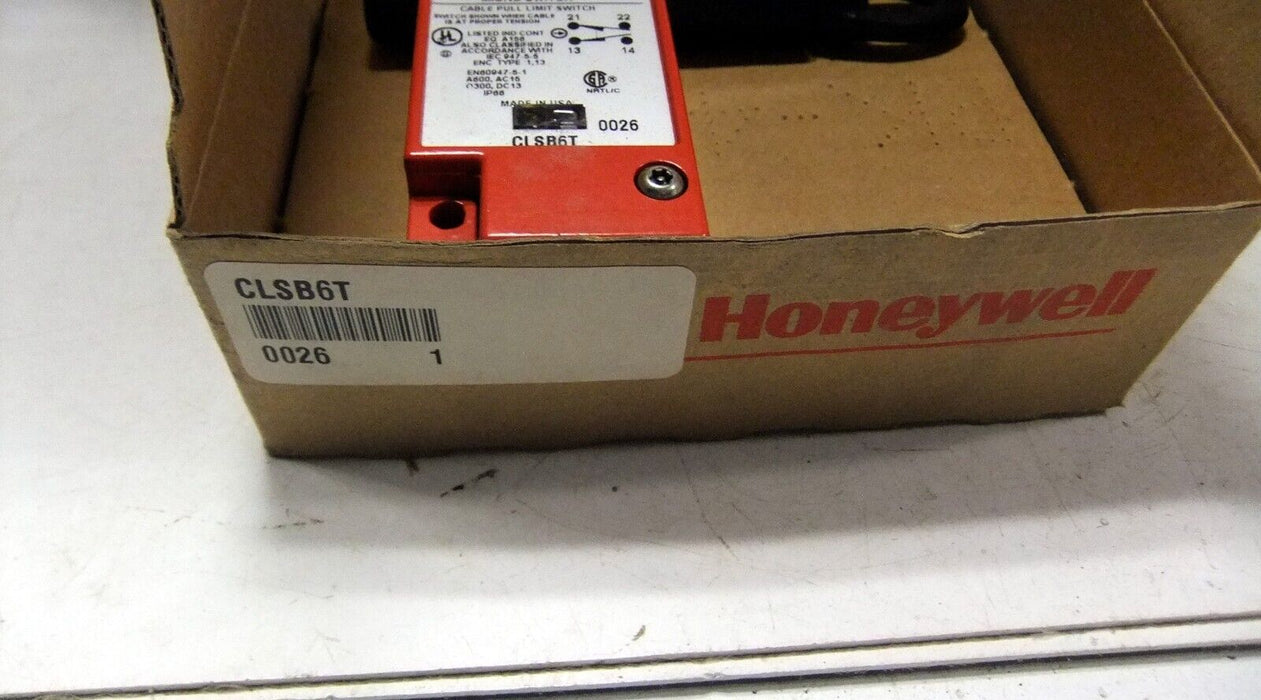 CABLE PULL LIMIT SWITCH
SWITCH SHOWN WHEN CABLE
IS AT PROPER TENSION
21 22
13 14
UL
LISTED IND CONT
EQ A156
ALSO CLASSIFIED IN
ACCORDANCE WITH
IEC 947-5-5
ENC TYPE 1,13
EN60947-5-1
A600, AC15
Q300, DC13
IP66
NRTL/C
MADE IN USA
0026
CLSB6T
CLSB6T
0026 1
Honeywell